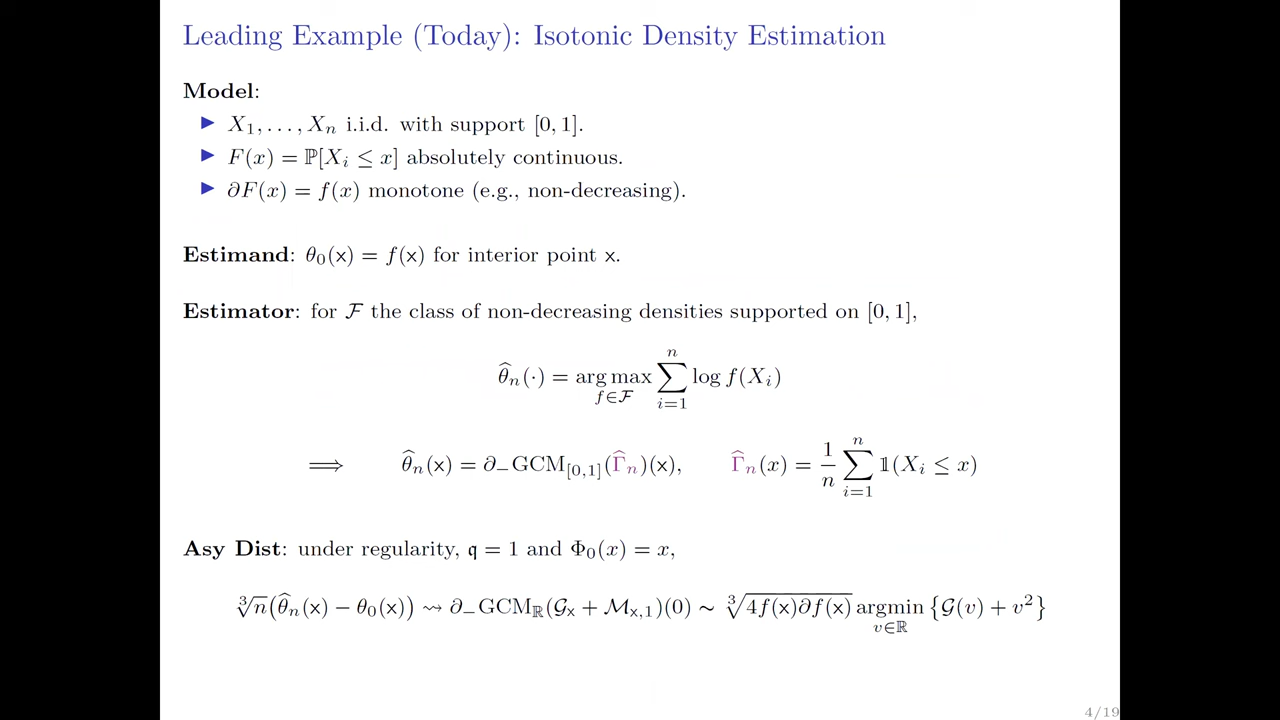 Leading Example (Today): Isotonic Density Estimation
Model:
▶ X₁, . . . , Xₙ i.i.d. with support [0, 1].
▶ F(x) = ℙ[Xᵢ ≤ x] absolutely continuous.
▶ ∂F(x) = f(x) monotone (e.g., non-decreasing).
Estimand: θ₀(x) = f(x) for interior point x.
Estimator: for ℱ the class of non-decreasing densities supported on [0, 1],
θ̂ₙ(·) = arg max_{f∈ℱ} ∑_{i=1}^{n} log f(Xᵢ)
⟹ θ̂ₙ(x) = ∂₋GCM_{[0,1]}(Γ̂ₙ)(x), Γ̂ₙ(x) = \frac{1}{n} ∑_{i=1}^{n} 𝟙(Xᵢ ≤ x)
Asy Dist: under regularity, 𝔮 = 1 and Φ₀(x) = x,
∛n(θ̂ₙ(x) − θ₀(x)) ⇝ ∂₋GCM_ℝ(𝒢ₓ + ℳ_{x,1})(0) ∼ ∛{4f(x)∂f(x)} argmin_{v∈ℝ} {𝒢(v) + v²}
4/19